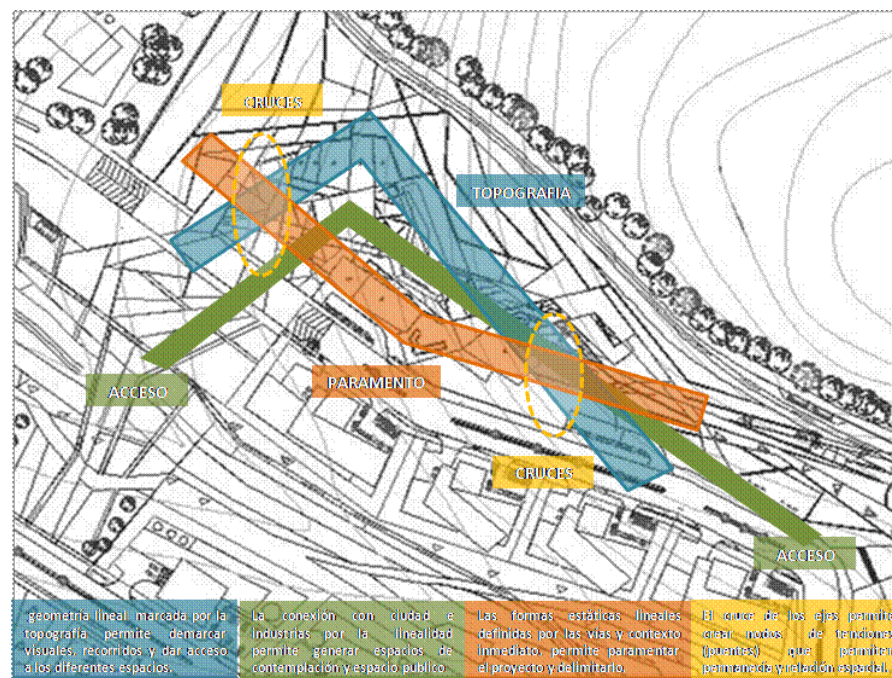 CRUCES
TOPOGRAFIA
ACCESO
PARAMENTO
CRUCES
ACCESO
geometría lineal marcada por la
topografía permite demarcar
visuales, recorridos y dar acceso
a los diferentes espacios.
La conexión con ciudad e
industrias por la linealidad
permite generar espacios de
contemplación y espacio publico
Las formas estáticas lineales
definidas por las vías y contexto
inmediato, permite paramentar
el proyecto y delimitarlo.
El cruce de los ejes permite
crear nodos de tenciones
(puentes) que permiten
permanecía y relación espacial.